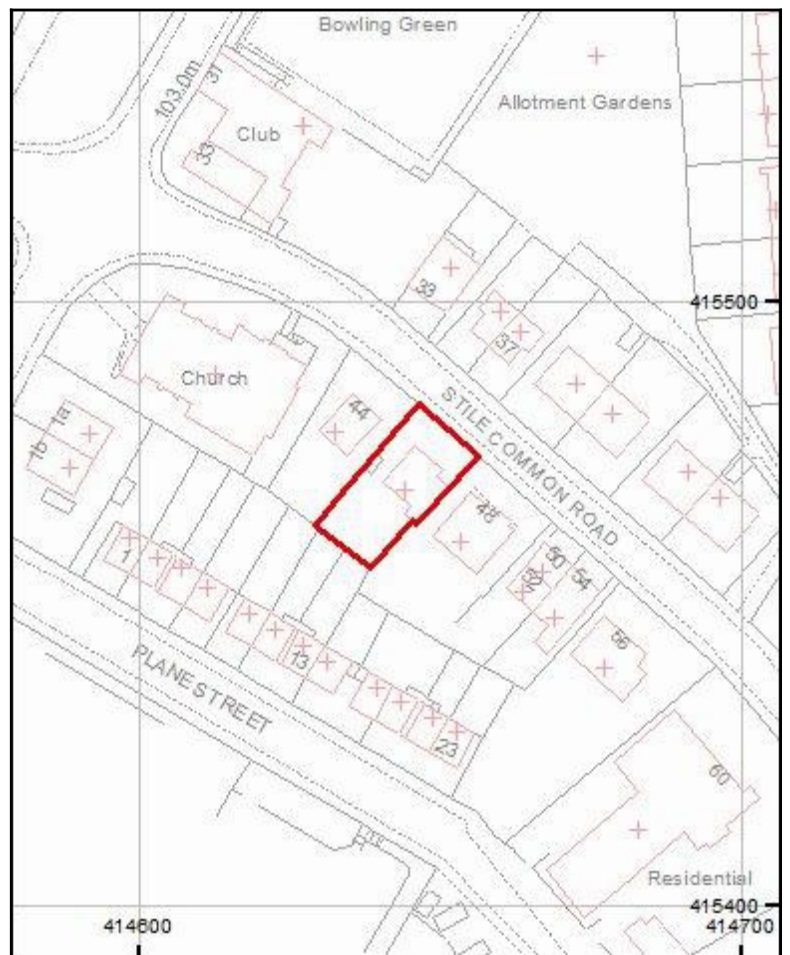 Bowling Green
103.0m
31
Allotment Gardens
Club
33
39
415500
37
Church
44
STILE COMMON ROAD
1a
1b
48
1
50
54
52
56
13
PLANE STREET
23
60
Residential
415400
414600
414700